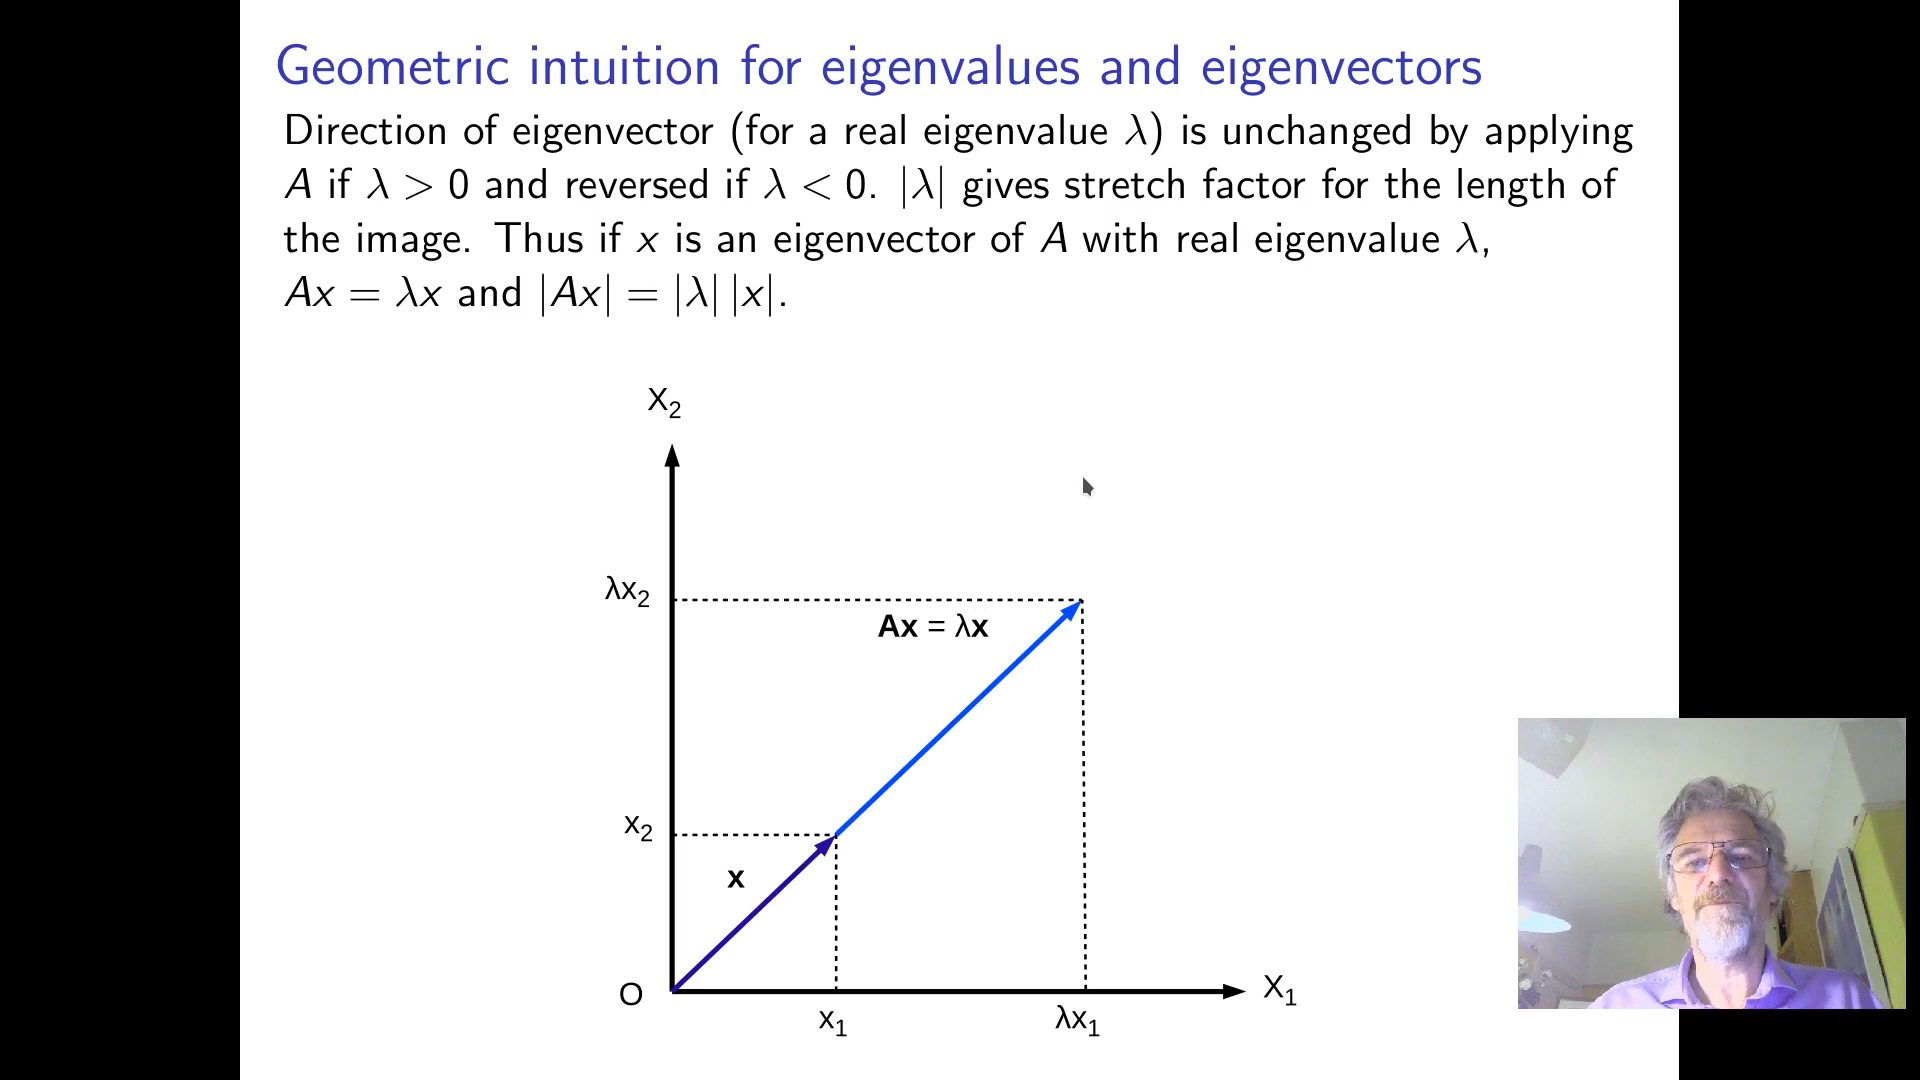 Geometric intuition for eigenvalues and eigenvectors
Direction of eigenvector (for a real eigenvalue λ) is unchanged by applying
A if λ > 0 and reversed if λ < 0. |λ| gives stretch factor for the length of
the image. Thus if x is an eigenvector of A with real eigenvalue λ,
Ax = λx and |Ax| = |λ| |x|.
X₂
λx₂
Ax = λx
x₂
x
O
X₁
x₁
λx₁